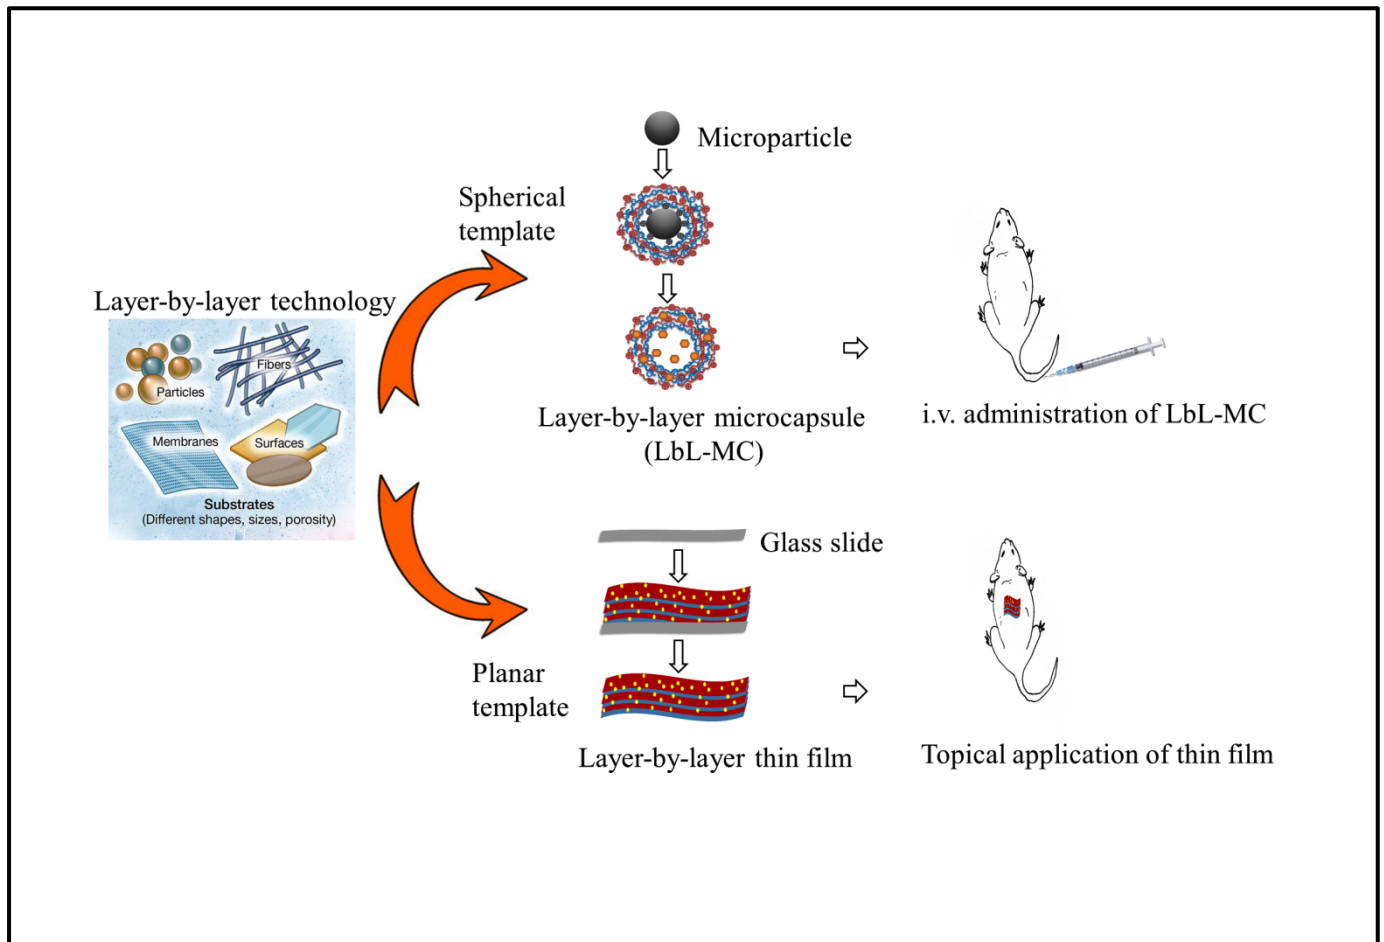 Microparticle
Spherical
template
Layer-by-layer technology
Particles
Fibers
Membranes
Surfaces
Substrates
(Different shapes, sizes, porosity)
Layer-by-layer microcapsule
(LbL-MC)
i.v. administration of LbL-MC
Glass slide
Planar
template
Layer-by-layer thin film
Topical application of thin film